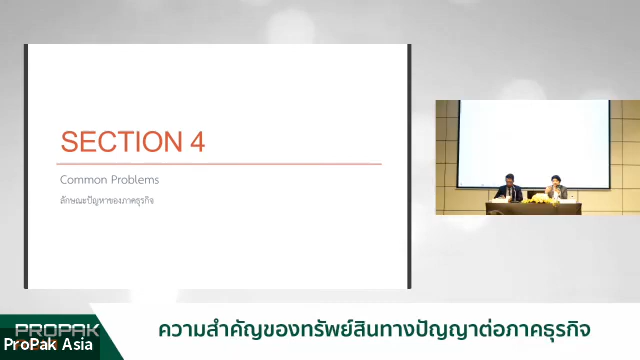 SECTION 4
Common Problems
ลักษณะปัญหาของภาคธุรกิจ
PROPAK
ProPak Asia
ความสำคัญของทรัพย์สินทางปัญญาต่อภาคธุรกิจ